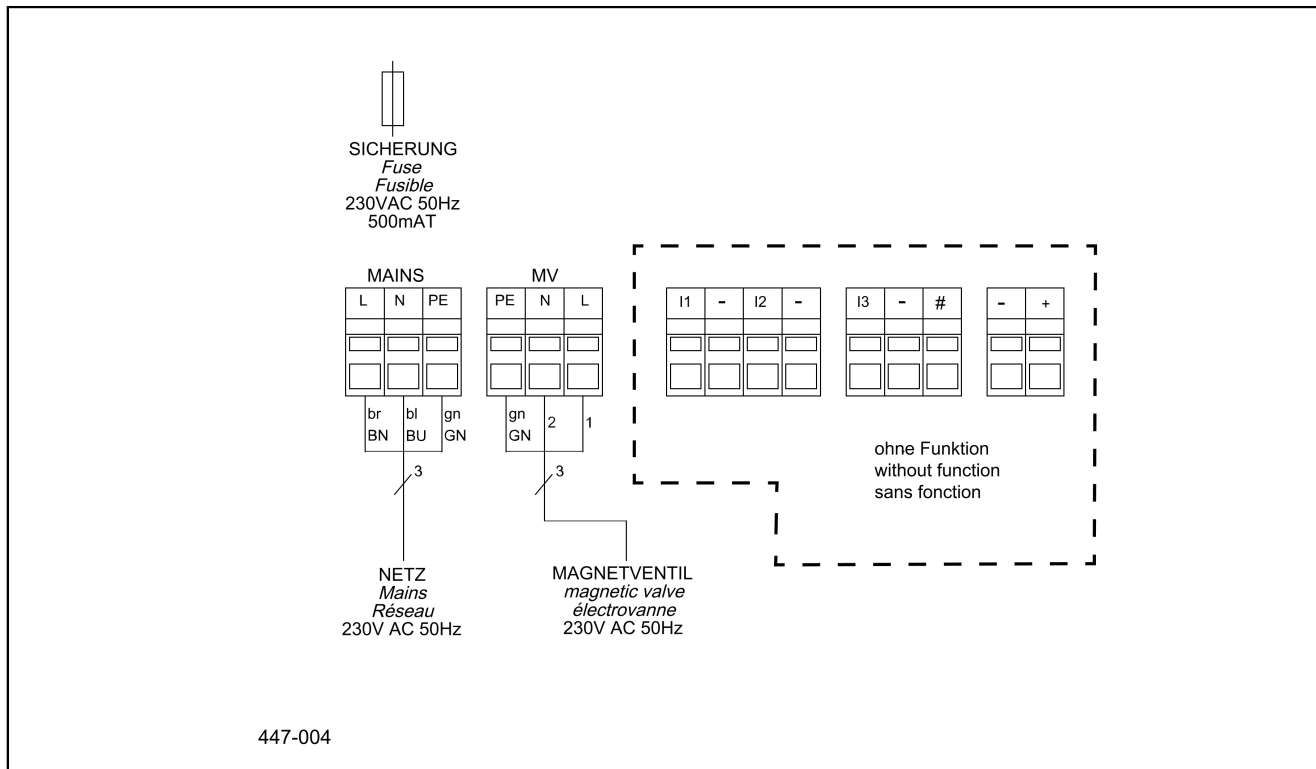 SICHERUNG
Fuse
Fusible
230VAC 50Hz
500mAT
MAINS
L N PE
br bl gn
BN BU GN
3
NETZ
Mains
Réseau
230V AC 50Hz
MV
PE N L
gn 2 1
GN
3
MAGNETVENTIL
magnetic valve
électrovanne
230V AC 50Hz
I1 - I2 -
I3 - #
- +
ohne Funktion
without function
sans fonction
447-004